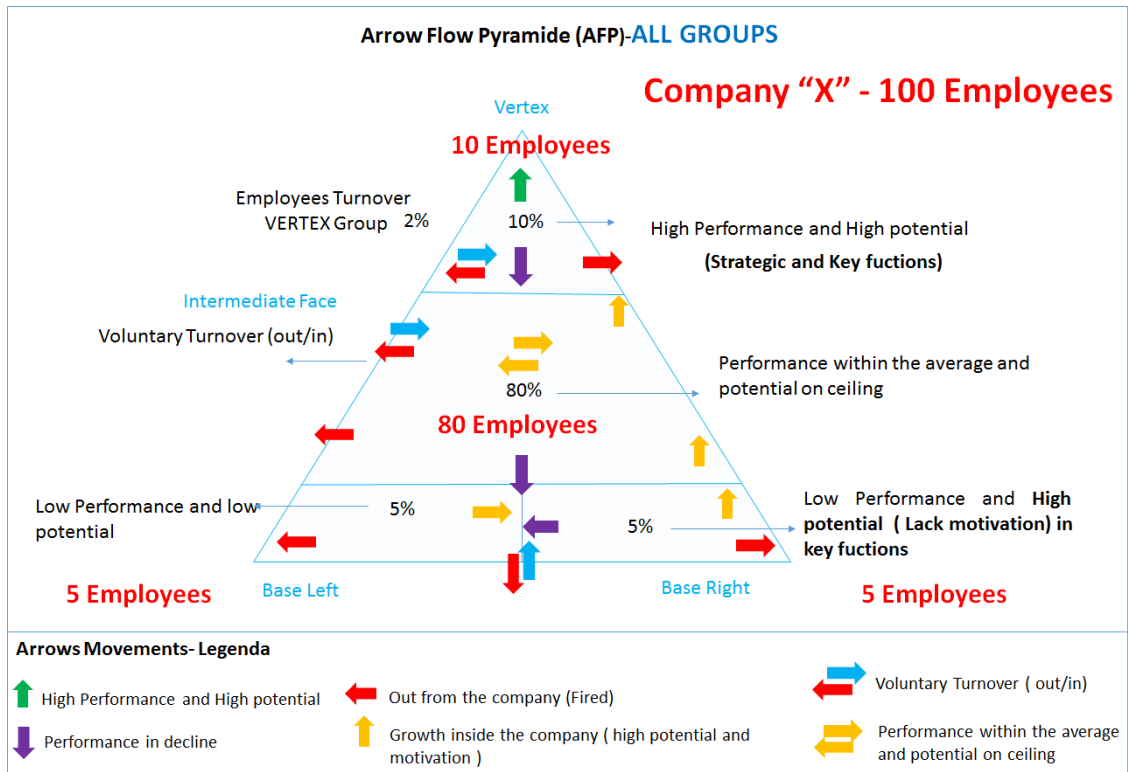 Arrow Flow Pyramide (AFP)-ALL GROUPS
Company “X” - 100 Employees
Vertex
10 Employees
Employees Turnover
VERTEX Group 2%
10%
High Performance and High potential
(Strategic and Key fuctions)
Intermediate Face
Voluntary Turnover (out/in)
Performance within the average and
potential on ceiling
80%
80 Employees
Low Performance and low
potential
5%
5%
Low Performance and High
potential ( Lack motivation) in
key fuctions
Base Left
Base Right
5 Employees
5 Employees
Arrows Movements- Legenda
High Performance and High potential
Out from the company (Fired)
Voluntary Turnover ( out/in)
Performance in decline
Growth inside the company ( high potential and
motivation )
Performance within the average
and potential on ceiling